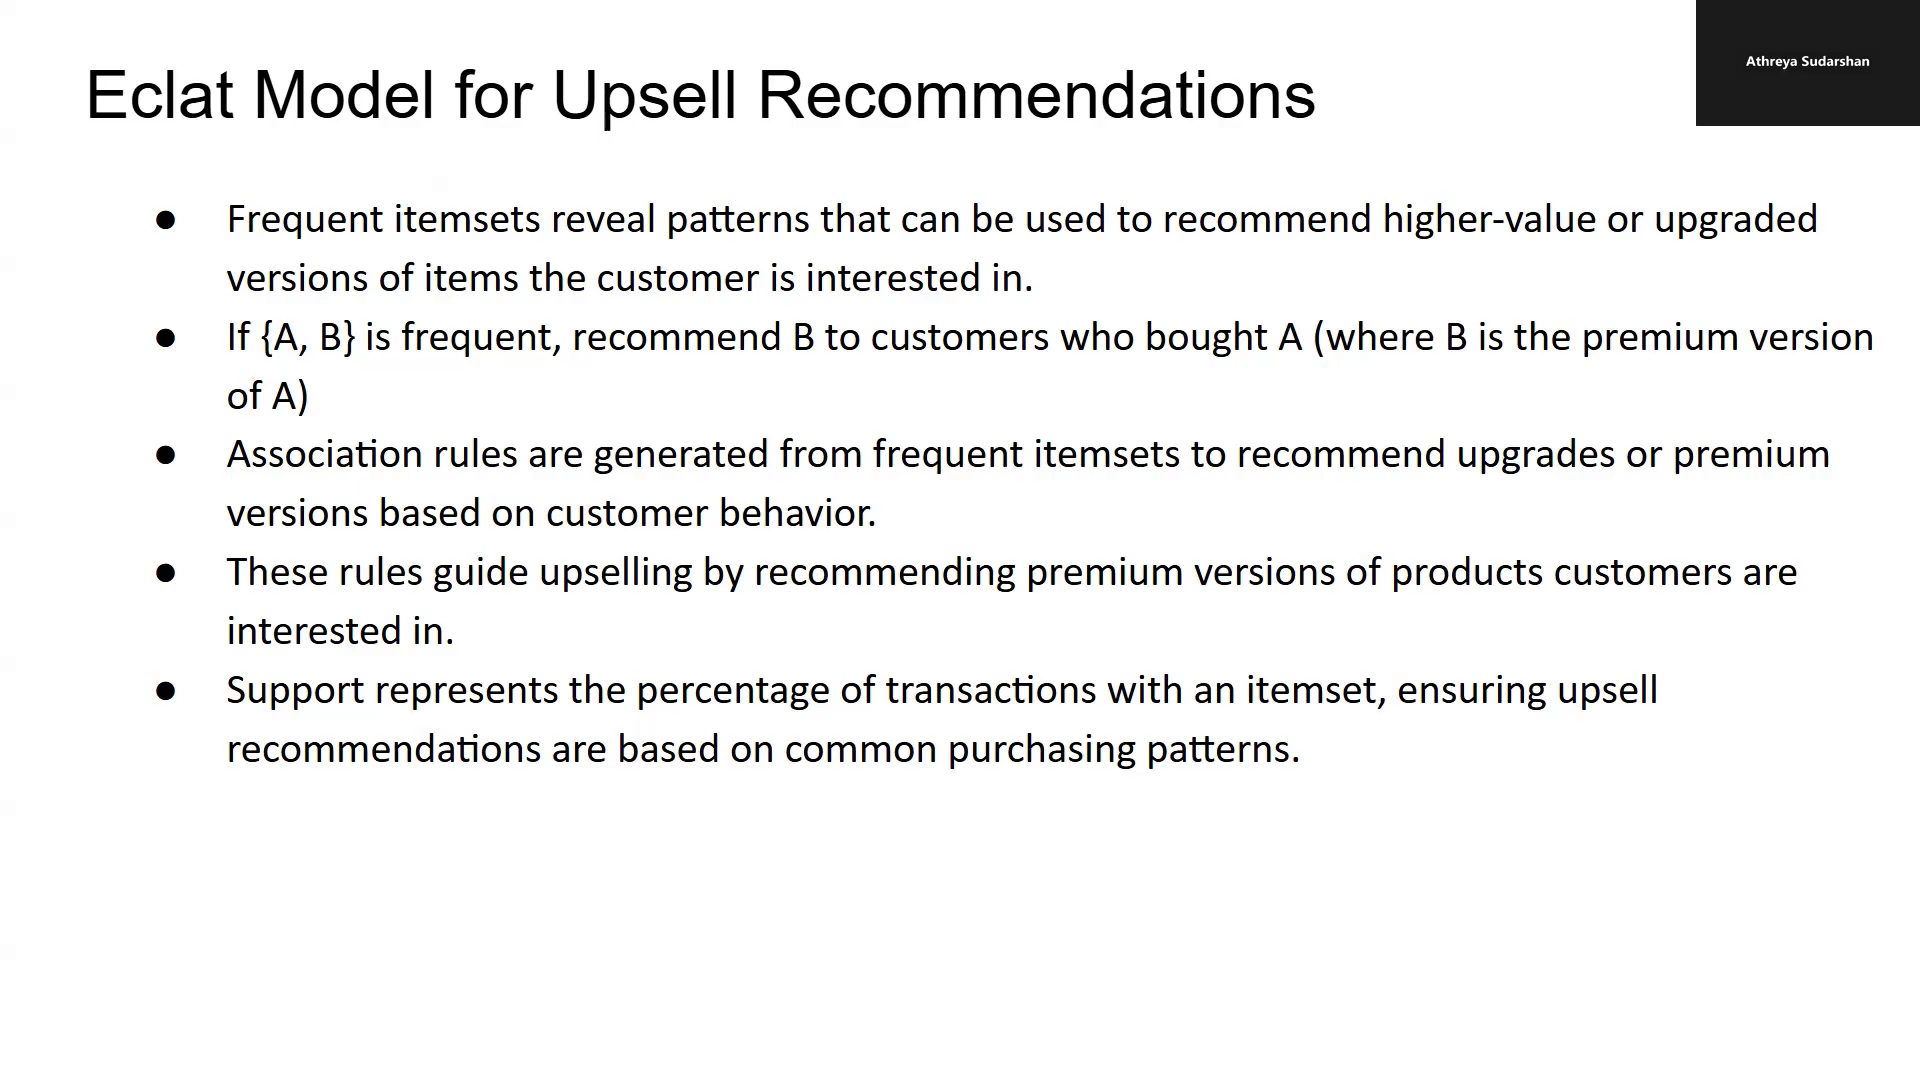 Eclat Model for Upsell Recommendations
Athreya Sudarshan
● Frequent itemsets reveal patterns that can be used to recommend higher-value or upgraded
versions of items the customer is interested in.
● If {A, B} is frequent, recommend B to customers who bought A (where B is the premium version
of A)
● Association rules are generated from frequent itemsets to recommend upgrades or premium
versions based on customer behavior.
● These rules guide upselling by recommending premium versions of products customers are
interested in.
● Support represents the percentage of transactions with an itemset, ensuring upsell
recommendations are based on common purchasing patterns.